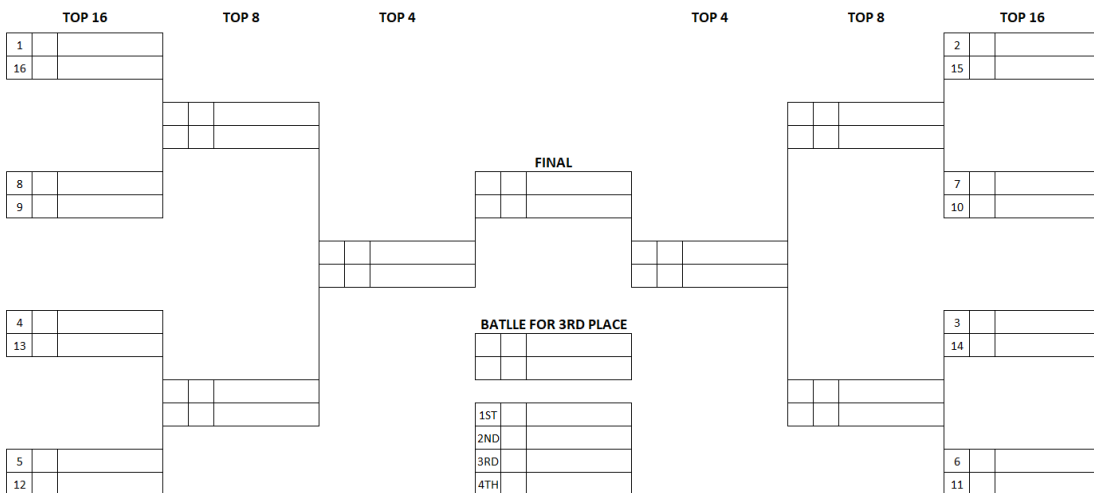 TOP 16 TOP 8 TOP 4 TOP 4 TOP 8 TOP 16
1 2
16 15
FINAL
8 7
9 10
4 3
BATLLE FOR 3RD PLACE
13 14
1ST
2ND
5 3RD 6
12 4TH 11